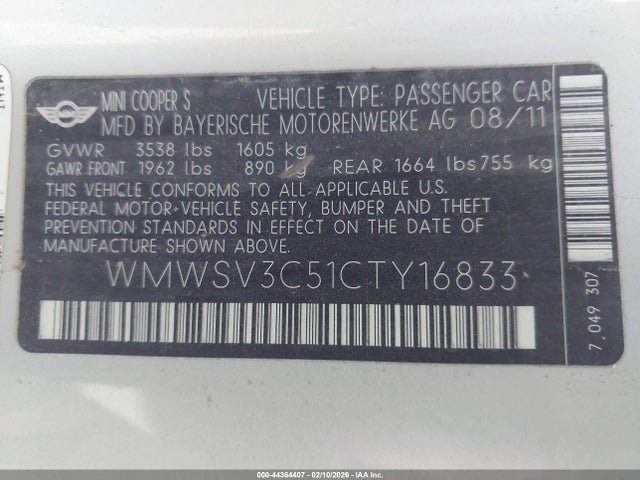 MINI COOPER S VEHICLE TYPE: PASSENGER CAR
MFD BY BAYERISCHE MOTORENWERKE AG 08/11
GVWR 3538 lbs 1605 kg
GAWR FRONT 1962 lbs 890 kg REAR 1664 lbs 755 kg
THIS VEHICLE CONFORMS TO ALL APPLICABLE U.S.
FEDERAL MOTOR-VEHICLE SAFETY, BUMPER AND THEFT
PREVENTION STANDARDS IN EFFECT ON THE DATE OF
MANUFACTURE SHOWN ABOVE.
WMWSV3C51CTY16833
7 049 307
MINI
000-44364407 - 02/10/2026 - IAA Inc.